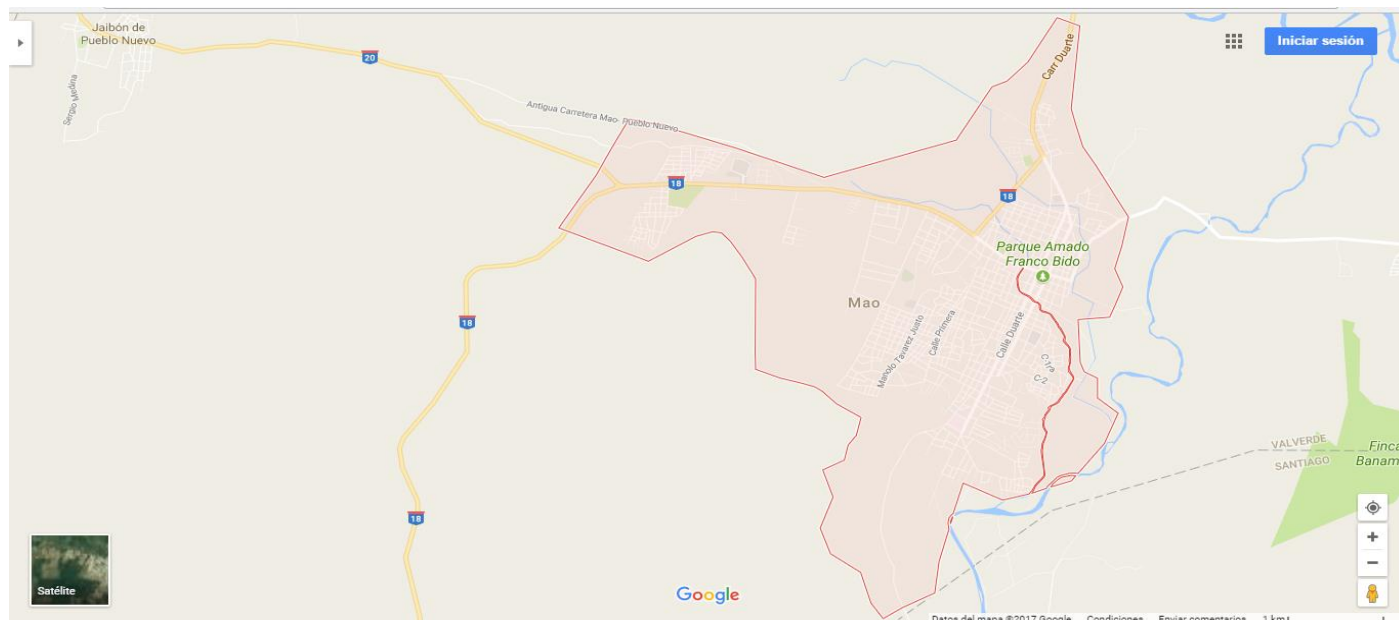 Jaibón de
Pueblo Nuevo
Sergio Medina
20
Antigua Carretera Mao- Pueblo Nuevo
Carr Duarte
Iniciar sesión
18
18
Parque Amado
Franco Bido
Mao
18
Manolo Tavarez Justo
Calle Primera
Calle Duarte
C 1ra
C/2
VALVERDE
SANTIAGO
Finca
Banam
18
Satélite
Google
Datos del mapa ©2017 Google Condiciones Enviar comentarios 1 km